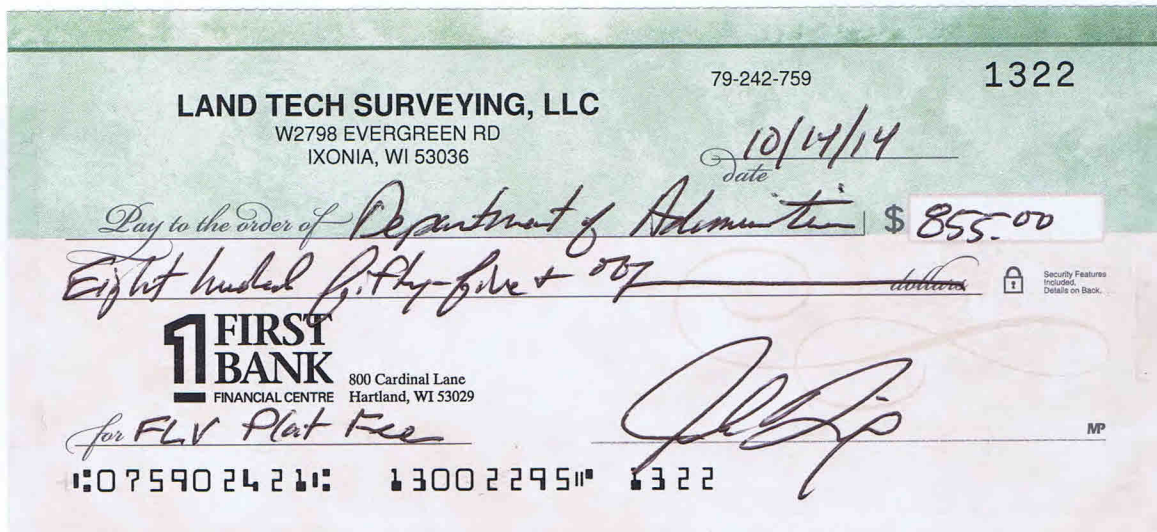 79-242-759 1322
LAND TECH SURVEYING, LLC
W2798 EVERGREEN RD
IXONIA, WI 53036
10/14/14
date
Pay to the order of Department of Administration $ 855.00
Eight hundred fifty-five + 00/ dollars
Security Features
Included.
Details on Back.
1 FIRST
BANK
FINANCIAL CENTRE
800 Cardinal Lane
Hartland, WI 53029
for FLV Plat Fee
MP
⑆075902421⑆ 13002295⑈ 1322